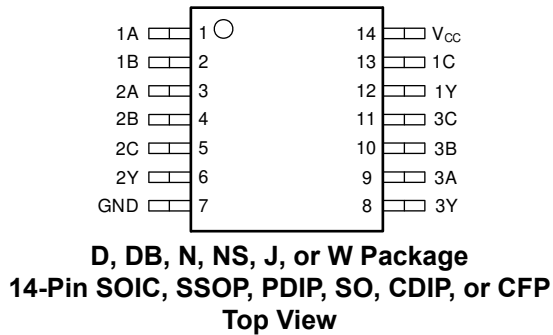 1A 1 14 VCC
1B 2 13 1C
2A 3 12 1Y
2B 4 11 3C
2C 5 10 3B
2Y 6 9 3A
GND 7 8 3Y
D, DB, N, NS, J, or W Package
14-Pin SOIC, SSOP, PDIP, SO, CDIP, or CFP
Top View